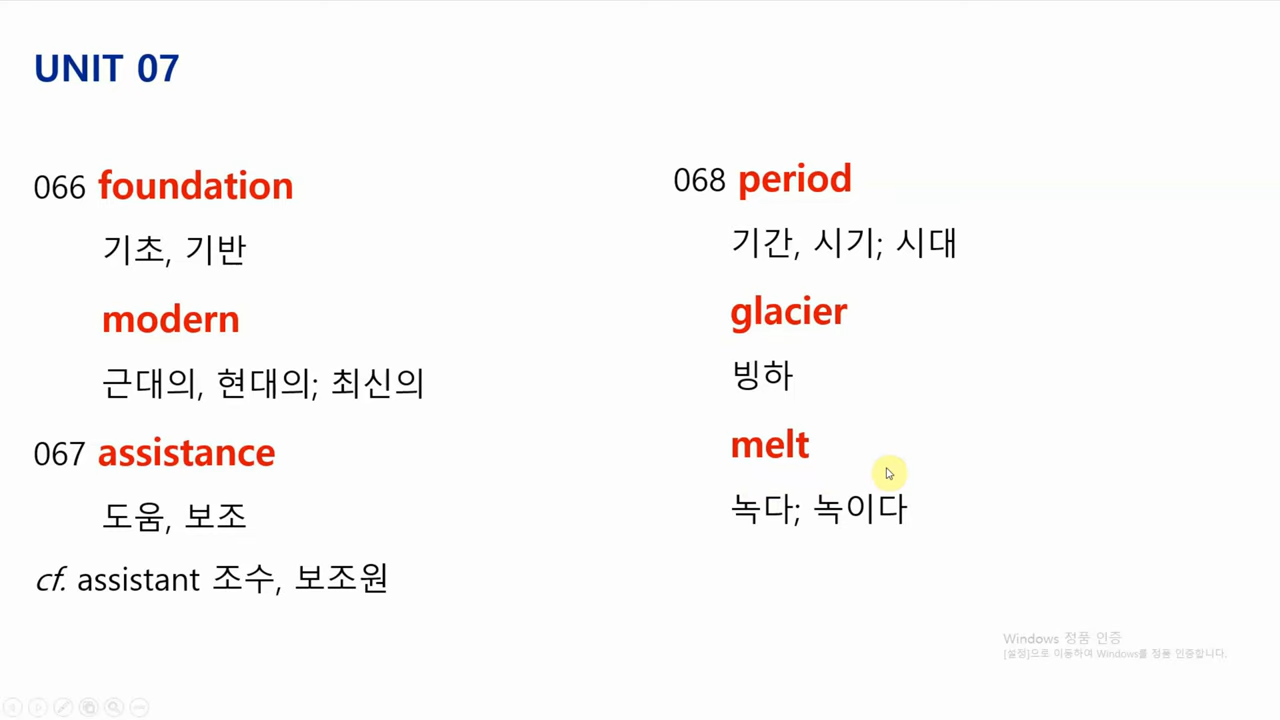 UNIT 07
066 foundation
기초, 기반
modern
근대의, 현대의; 최신의
067 assistance
도움, 보조
cf. assistant 조수, 보조원
068 period
기간, 시기; 시대
glacier
빙하
melt
녹다; 녹이다
Windows 정품 인증
[설정]으로 이동하여 Windows를 정품 인증합니다.